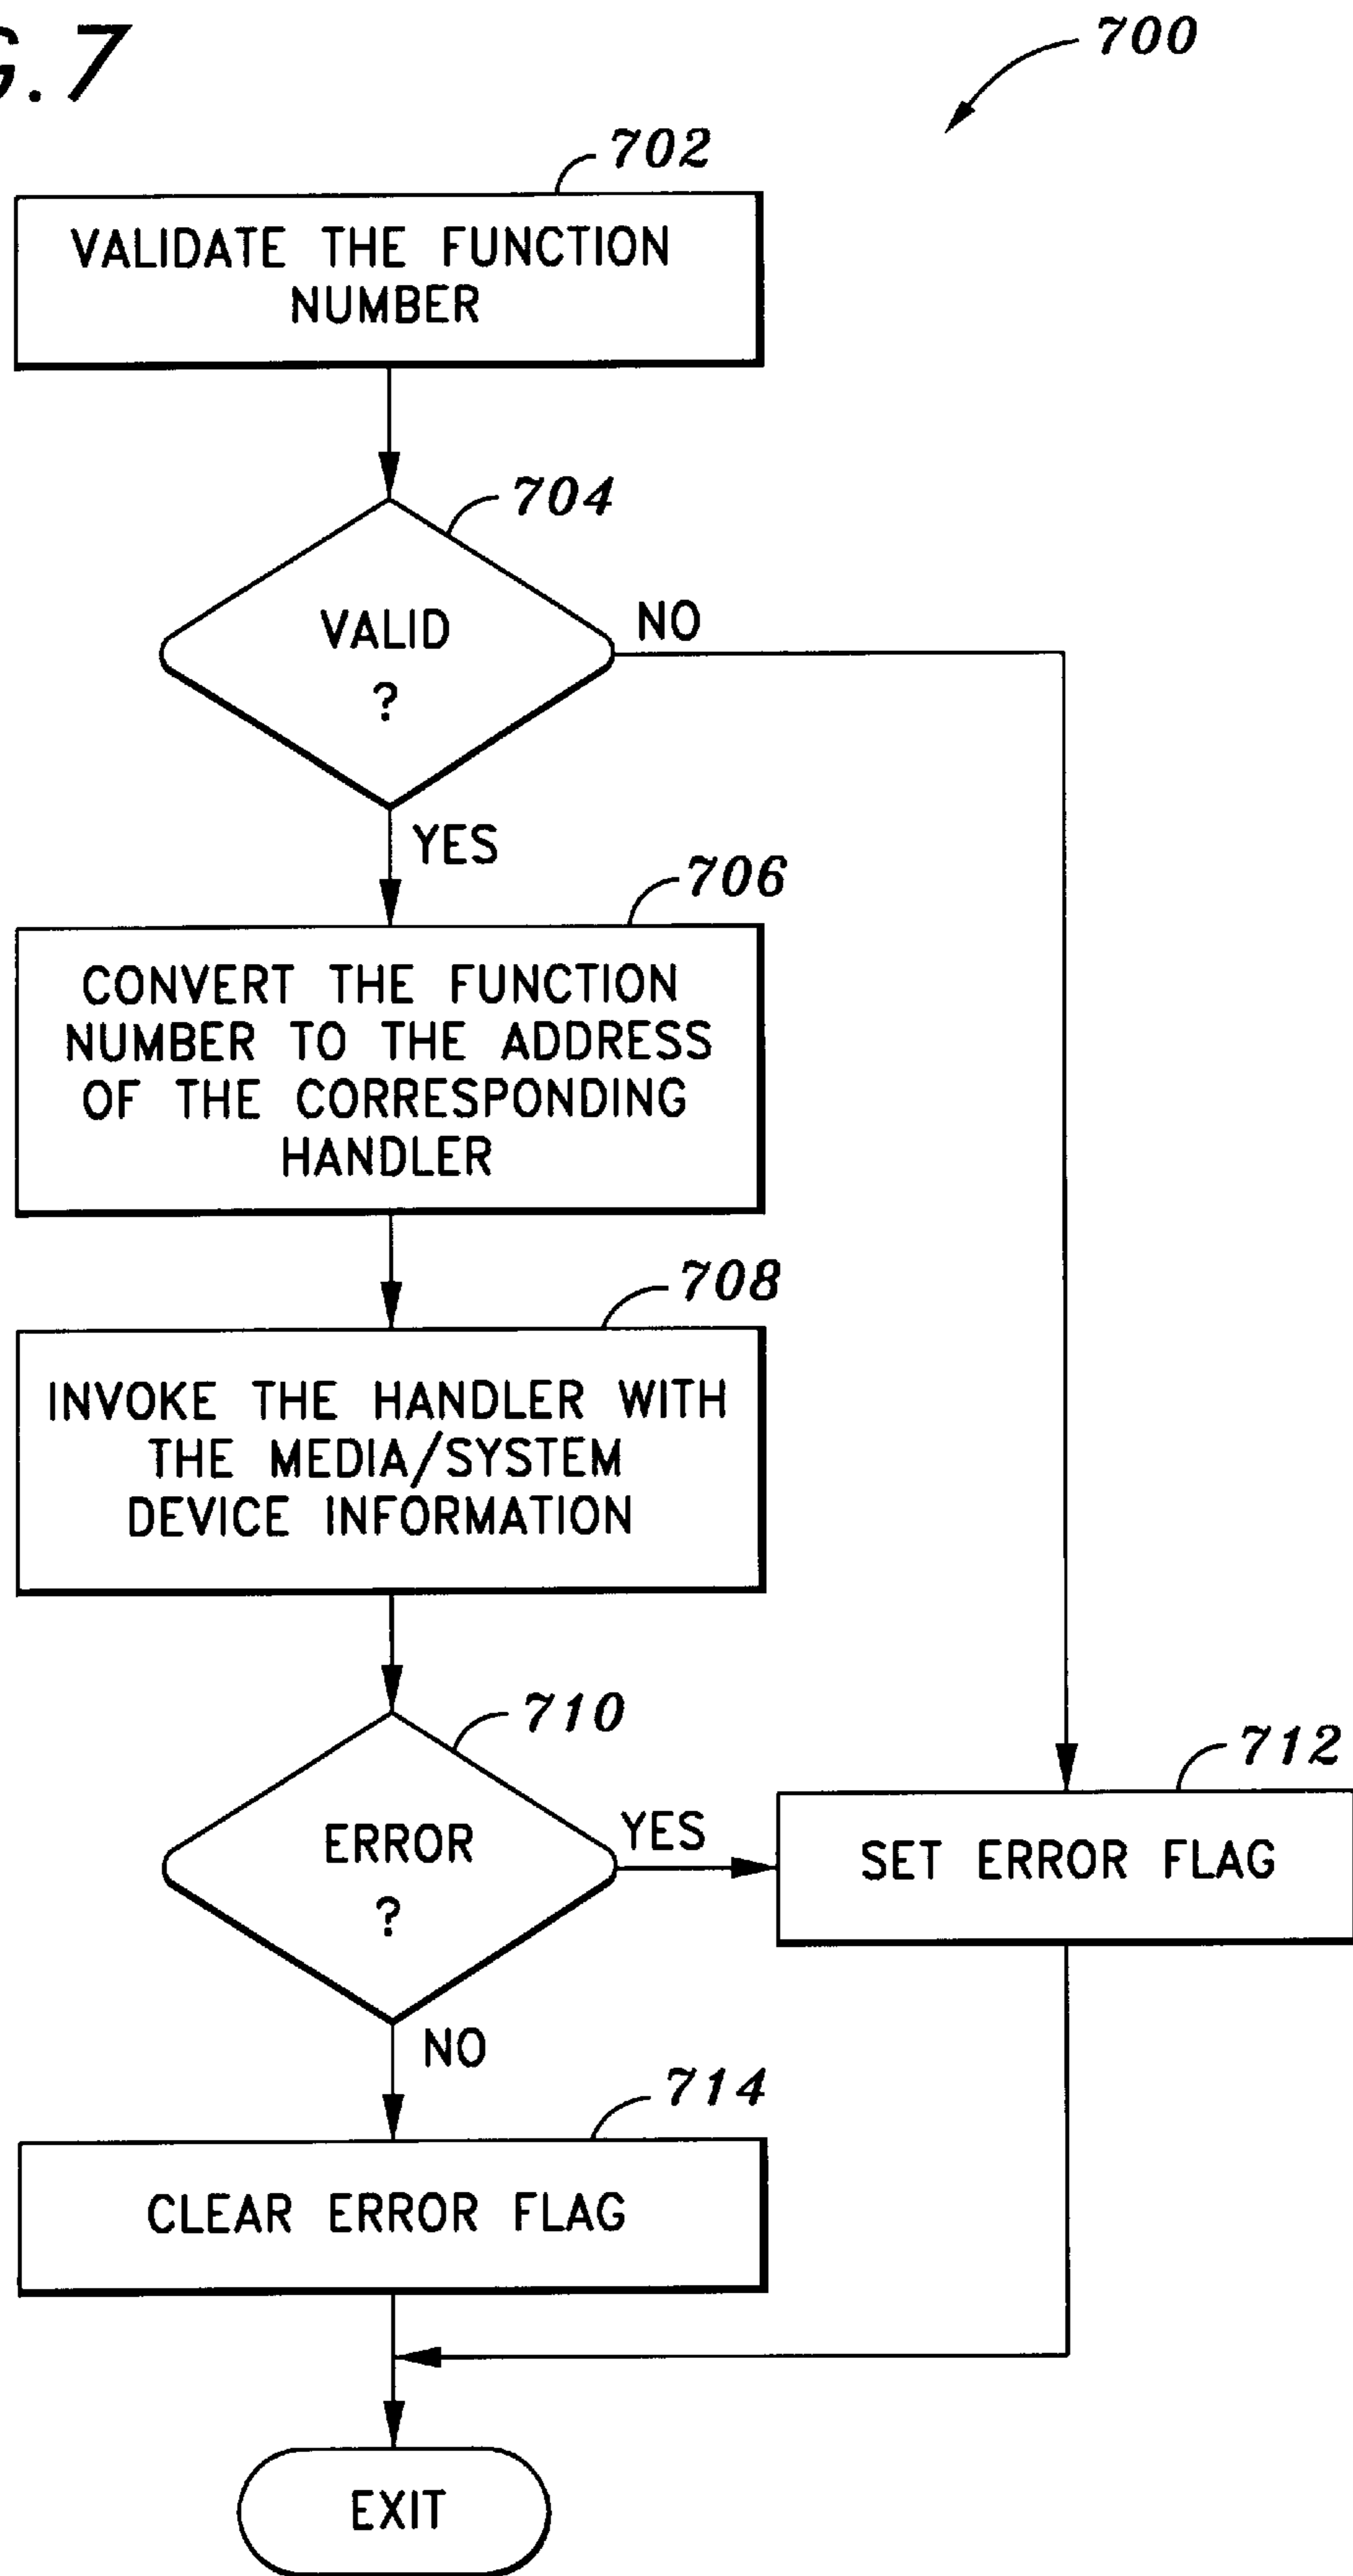 G. 7
700
702
VALIDATE THE FUNCTION
NUMBER
704
VALID
?
NO
YES
706
CONVERT THE FUNCTION
NUMBER TO THE ADDRESS
OF THE CORRESPONDING
HANDLER
708
INVOKE THE HANDLER WITH
THE MEDIA/SYSTEM
DEVICE INFORMATION
710
ERROR
?
YES
712
SET ERROR FLAG
NO
714
CLEAR ERROR FLAG
EXIT